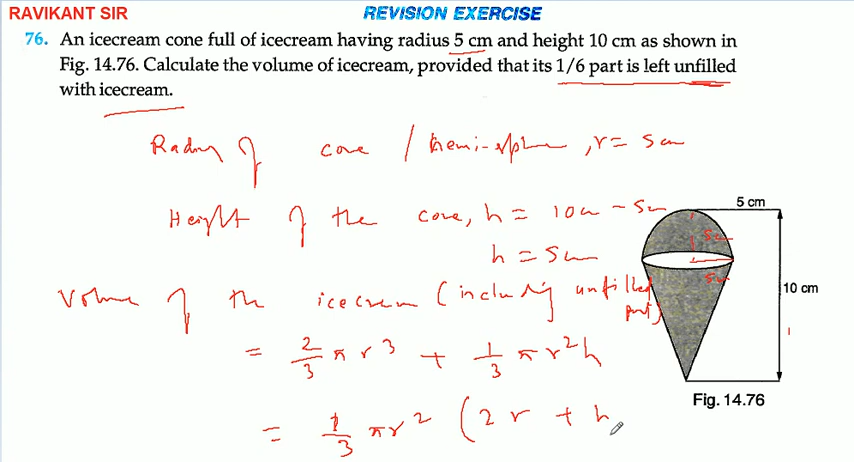 RAVIKANT SIR REVISION EXERCISE
76. An icecream cone full of icecream having radius 5 cm and height 10 cm as shown in
Fig. 14.76. Calculate the volume of icecream, provided that its 1/6 part is left unfilled
with icecream.
Radius of cone / hemi-sphere, r = 5cm
Height of the cone, h = 10cm - 5cm
h = 5cm
5 cm
5cm
5cm
10 cm
Volume of the icecream (including unfilled
part)
= 2/3 π r³ + 1/3 π r²h
= 1/3 πr² (2r + h
Fig. 14.76